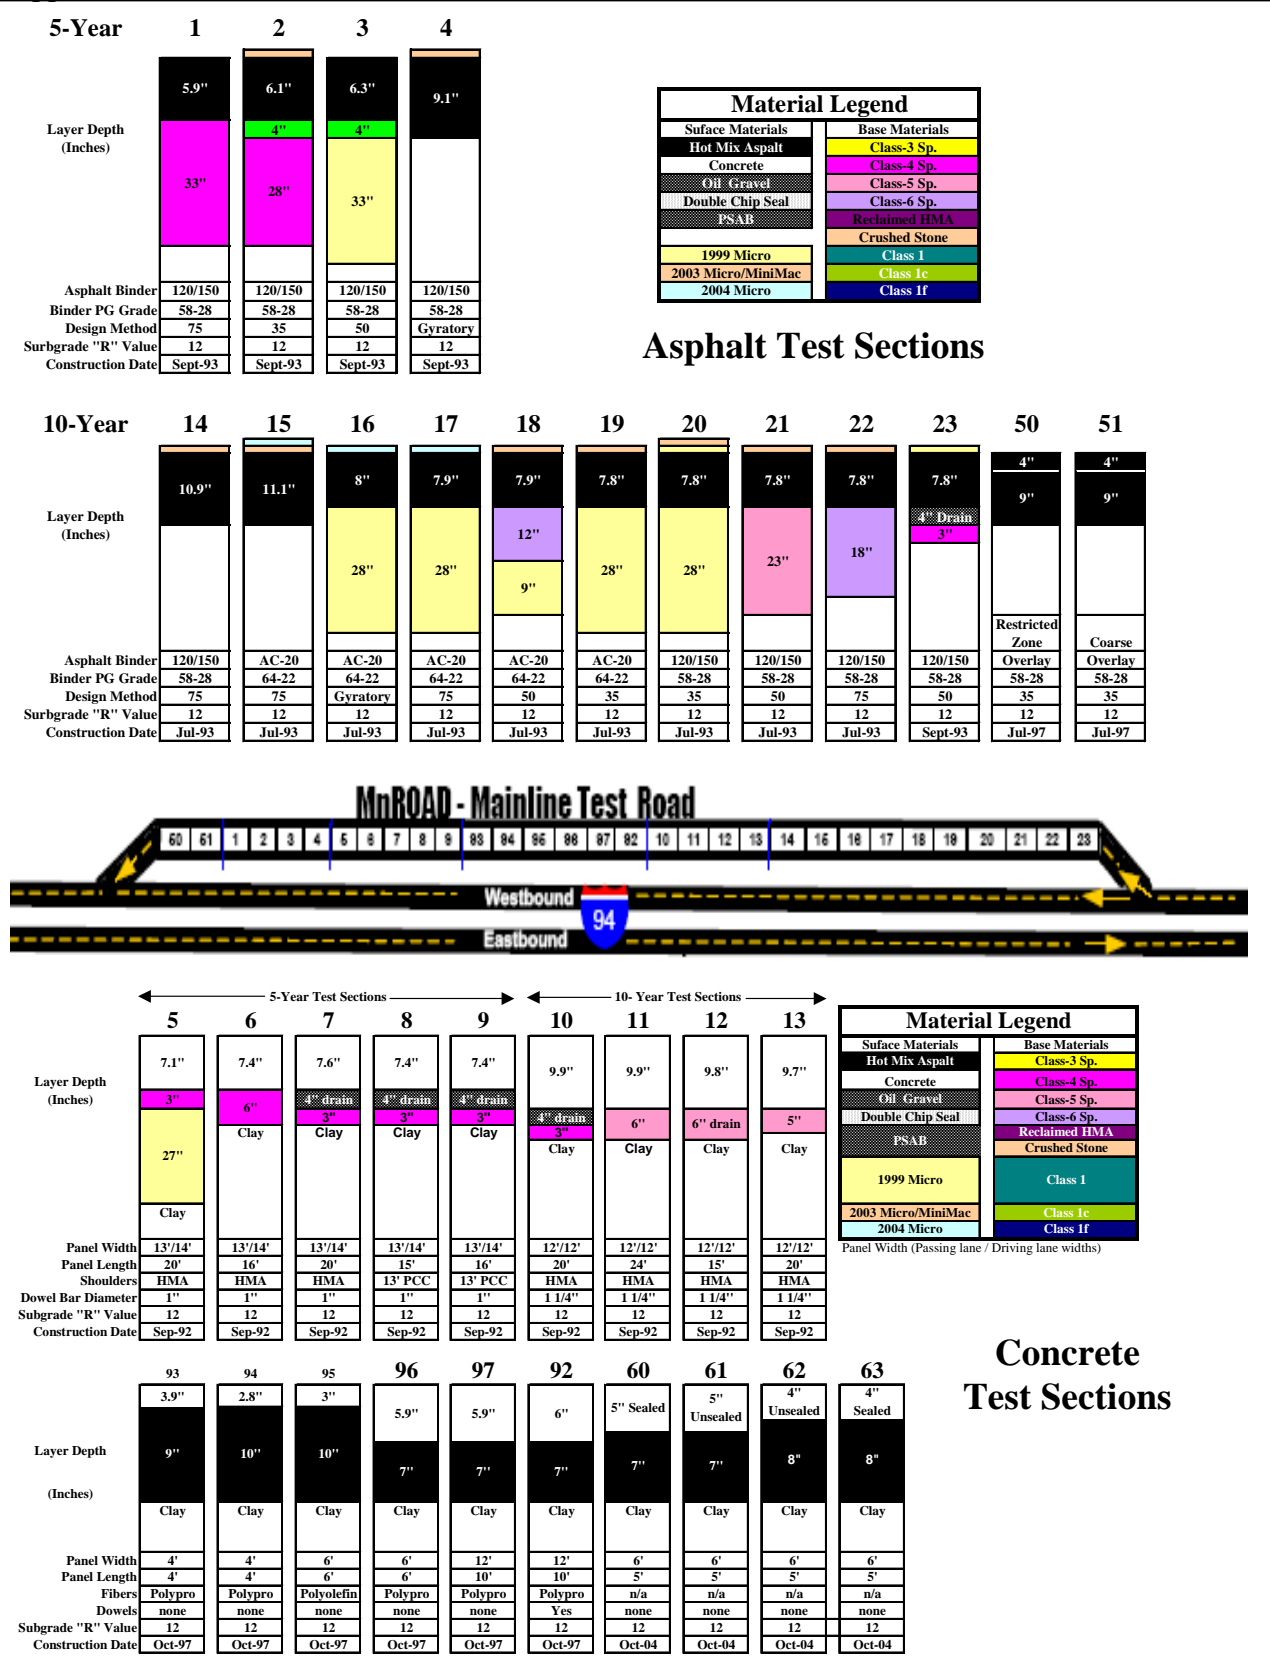 5-Year 1 2 3 4
5.9" 6.1" 6.3" 9.1"
Layer Depth 4" 4"
(Inches)
33" 28" 33"
Asphalt Binder 120/150 120/150 120/150 120/150
Binder PG Grade 58-28 58-28 58-28 58-28
Design Method 75 35 50 Gyratory
Surbgrade "R" Value 12 12 12 12
Construction Date Sept-93 Sept-93 Sept-93 Sept-93
Material Legend
Suface Materials Base Materials
Hot Mix Aspalt Class-3 Sp.
Concrete Class-4 Sp.
Oil Gravel Class-5 Sp.
Double Chip Seal Class-6 Sp.
PSAB Reclaimed HMA
Crushed Stone
1999 Micro Class 1
2003 Micro/MiniMac Class 1c
2004 Micro Class 1f
Asphalt Test Sections
10-Year 14 15 16 17 18 19 20 21 22 23 50 51
4" 4"
10.9" 11.1" 8" 7.9" 7.9" 7.8" 7.8" 7.8" 7.8" 7.8" 9" 9"
Layer Depth 4" Drain
(Inches) 12" 3"
28" 28" 9" 28" 28" 23" 18"
Restricted
Zone Coarse
Asphalt Binder 120/150 AC-20 AC-20 AC-20 AC-20 AC-20 120/150 120/150 120/150 120/150 Overlay Overlay
Binder PG Grade 58-28 64-22 64-22 64-22 64-22 64-22 58-28 58-28 58-28 58-28 58-28 58-28
Design Method 75 75 Gyratory 75 50 35 35 50 75 50 35 35
Surbgrade "R" Value 12 12 12 12 12 12 12 12 12 12 12 12
Construction Date Jul-93 Jul-93 Jul-93 Jul-93 Jul-93 Jul-93 Jul-93 Jul-93 Jul-93 Sept-93 Jul-97 Jul-97
MnROAD - Mainline Test Road
50 51 1 2 3 4 5 6 7 8 9 93 94 95 96 97 92 10 11 12 13 14 15 16 17 18 19 20 21 22 23
Westbound
94
Eastbound
5-Year Test Sections 10- Year Test Sections
5 6 7 8 9 10 11 12 13
7.1" 7.4" 7.6" 7.4" 7.4" 9.9" 9.9" 9.8" 9.7"
Layer Depth
(Inches) 3" 6" 4" drain 4" drain 4" drain
3" 3" 3" 4" drain 6" 6" drain 5"
Clay Clay Clay Clay 3"
27" Clay Clay Clay Clay
Clay
Panel Width 13'/14' 13'/14' 13'/14' 13'/14' 13'/14' 12'/12' 12'/12' 12'/12' 12'/12'
Panel Length 20' 16' 20' 15' 16' 20' 24' 15' 20'
Shoulders HMA HMA HMA 13' PCC 13' PCC HMA HMA HMA HMA
Dowel Bar Diameter 1" 1" 1" 1" 1" 1 1/4" 1 1/4" 1 1/4" 1 1/4"
Subgrade "R" Value 12 12 12 12 12 12 12 12 12
Construction Date Sep-92 Sep-92 Sep-92 Sep-92 Sep-92 Sep-92 Sep-92 Sep-92 Sep-92
Material Legend
Suface Materials Base Materials
Hot Mix Aspalt Class-3 Sp.
Concrete Class-4 Sp.
Oil Gravel Class-5 Sp.
Double Chip Seal Class-6 Sp.
PSAB Reclaimed HMA
Crushed Stone
1999 Micro Class 1
2003 Micro/MiniMac Class 1c
2004 Micro Class 1f
Panel Width (Passing lane / Driving lane widths)
Concrete
Test Sections
93 94 95 96 97 92 60 61 62 63
3.9" 2.8" 3" 5.9" 5.9" 6" 5" Sealed 5" Unsealed 4" Unsealed 4" Sealed
Layer Depth 9" 10" 10" 7" 7" 7" 7" 7" 8" 8"
(Inches)
Clay Clay Clay Clay Clay Clay Clay Clay Clay Clay
Panel Width 4' 4' 6' 6' 12' 12' 6' 6' 6' 6'
Panel Length 4' 4' 6' 6' 10' 10' 5' 5' 5' 5'
Fibers Polypro Polypro Polyolefin Polypro Polypro Polypro n/a n/a n/a n/a
Dowels none none none none none Yes none none none none
Subgrade "R" Value 12 12 12 12 12 12 12 12 12 12
Construction Date Oct-97 Oct-97 Oct-97 Oct-97 Oct-97 Oct-97 Oct-04 Oct-04 Oct-04 Oct-04